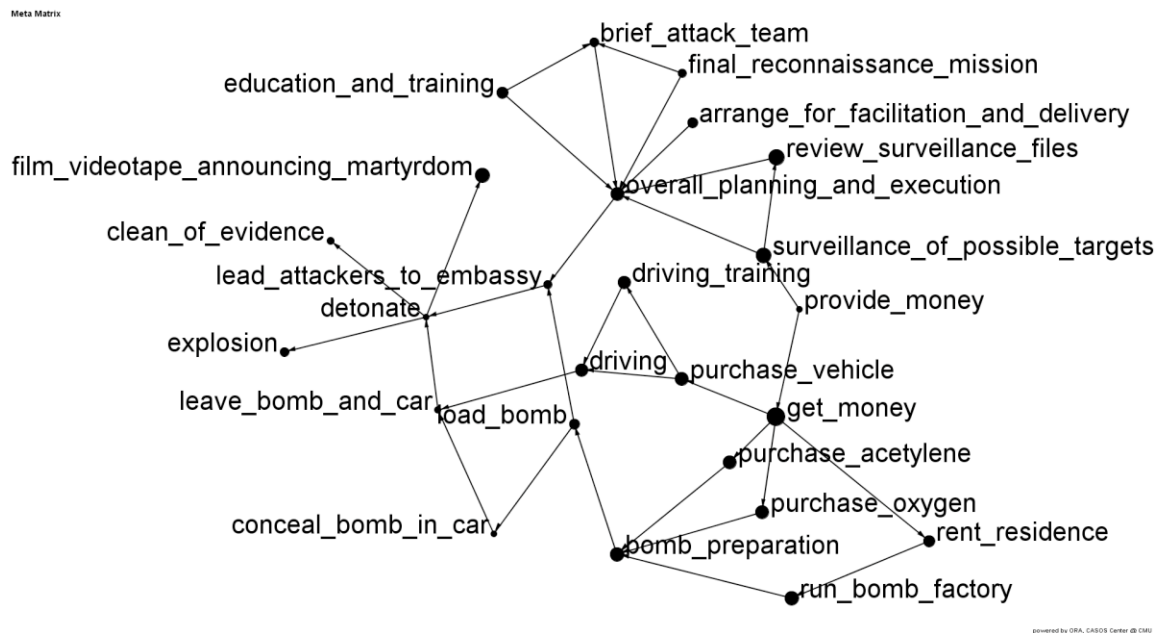 Meta Matrix
brief_attack_team
final_reconnaissance_mission
education_and_training
arrange_for_facilitation_and_delivery
review_surveillance_files
film_videotape_announcing_martyrdom
overall_planning_and_execution
clean_of_evidence
surveillance_of_possible_targets
lead_attackers_to_embassy
driving_training
provide_money
detonate
explosion
driving
purchase_vehicle
leave_bomb_and_car
get_money
load_bomb
purchase_acetylene
purchase_oxygen
conceal_bomb_in_car
rent_residence
bomb_preparation
run_bomb_factory
powered by ORA, CASOS Center @ CMU